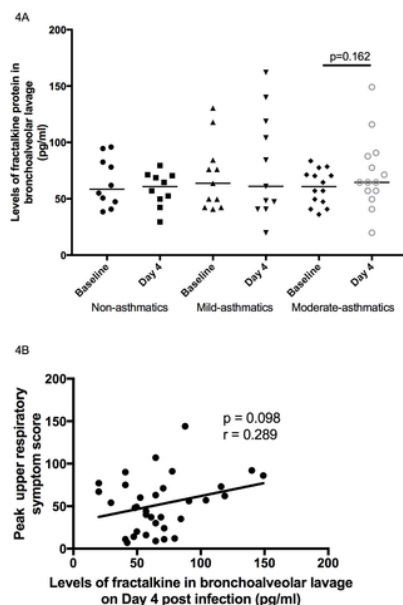 4A
p=0.162
Levels of fractalkine protein in
bronchoalveolar lavage
(pg/ml)
200
150
100
50
0
Baseline
Day 4
Baseline
Day 4
Baseline
Day 4
Non-asthmatics
Mild-asthmatics
Moderate-asthmatics
4B
Peak upper respiratory
symptom score
200
150
100
50
0
p = 0.098
r = 0.289
0
50
100
150
200
Levels of fractalkine in bronchoalveolar lavage
on Day 4 post infection (pg/ml)